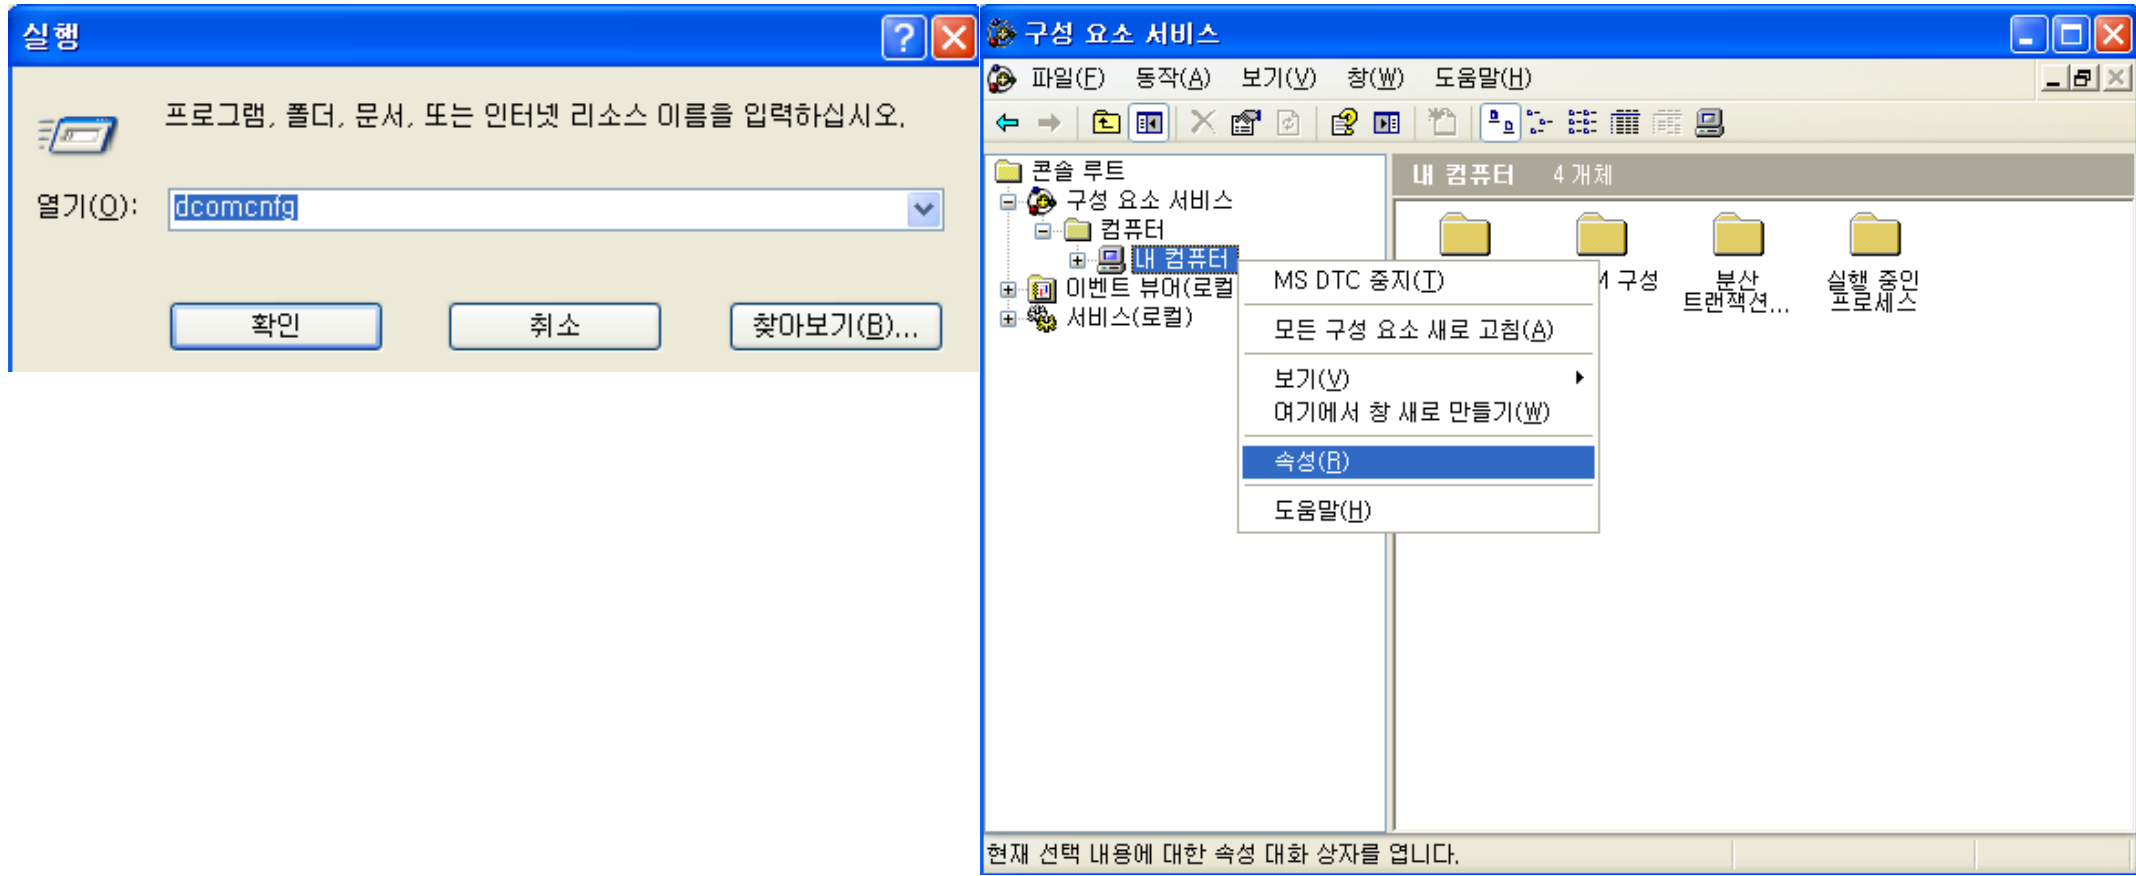 실행
프로그램, 폴더, 문서, 또는 인터넷 리소스 이름을 입력하십시오.
열기(O):
dcomcnfg
확인
취소
찾아보기(B)...
구성 요소 서비스
파일(F) 동작(A) 보기(V) 창(W) 도움말(H)
콘솔 루트
구성 요소 서비스
컴퓨터
내 컴퓨터
이벤트 뷰어(로컬
서비스(로컬)
내 컴퓨터 4 개체
구성
분산
트랜잭션...
실행 중인
프로세스
MS DTC 중지(T)
모든 구성 요소 새로 고침(A)
보기(V)
여기에서 창 새로 만들기(W)
속성(R)
도움말(H)
현재 선택 내용에 대한 속성 대화 상자를 엽니다.